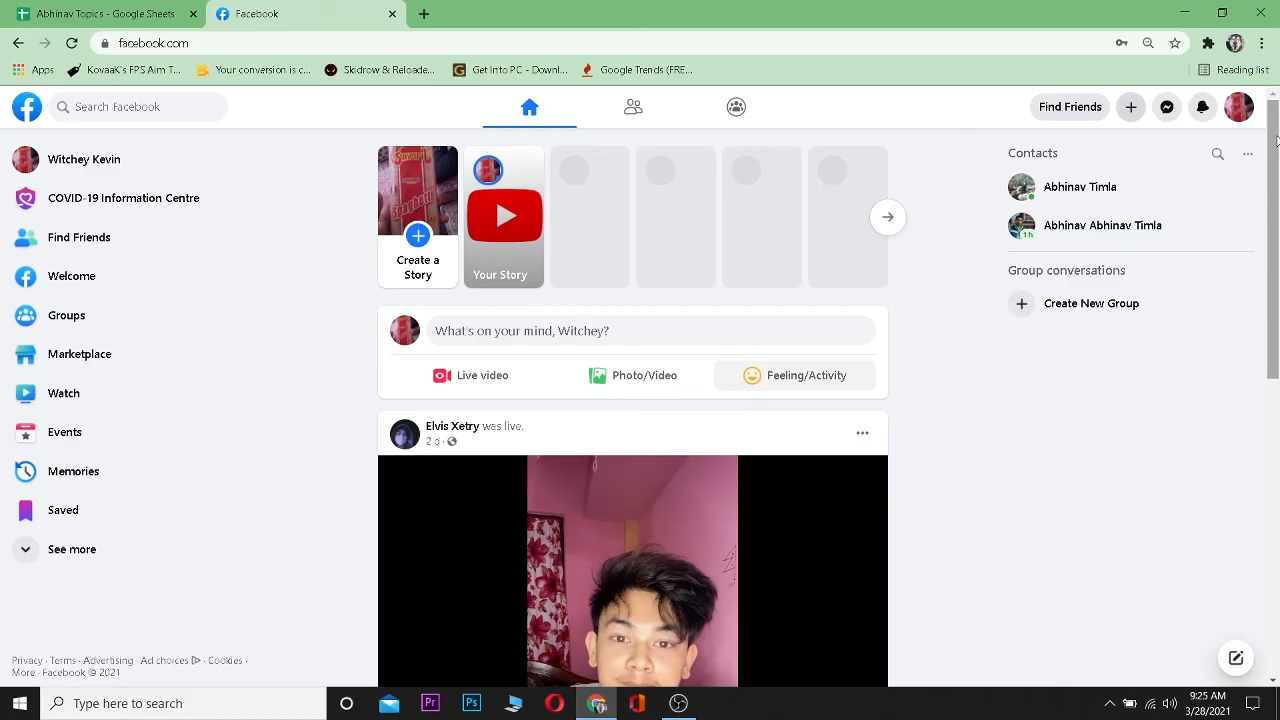 Abhinav Topics - Google Sheets
Facebook
facebook.com
Apps
KovaaK's FPS Aim T...
Your conversion is c...
Skidrow & Reloade...
Get Into PC - Downl...
Google Trends (FRE...
Reading list
Search Facebook
Find Friends
Witchey Kevin
COVID-19 Information Centre
Find Friends
Welcome
Groups
Marketplace
Watch
Events
Memories
Saved
See more
Privacy · Terms · Advertising · Ad choices · Cookies ·
More · Facebook © 2021
Spaghetti
Create a
Story
Your Story
What's on your mind, Witchey?
Live video
Photo/Video
Feeling/Activity
Elvis Xetry was live.
2 d ·
Contacts
Abhinav Timla
Abhinav Abhinav Timla
1 h
Group conversations
Create New Group
Type here to search
Pr
Ps
9:25 AM
3/28/2021